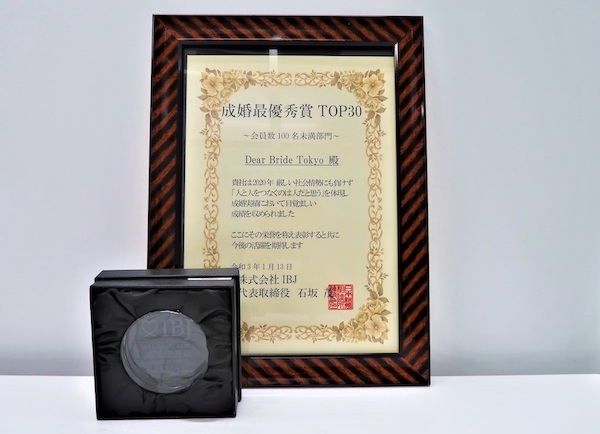 成婚最優秀賞 TOP30
～会員数100名未満部門～
Dear Bride Tokyo 殿
貴社は2020年 厳しい社会情勢にも負けず
「人と人をつなぐのは人だと思う」を体現し
成婚実績において目覚ましい
成績を収められました
ここにその栄誉を称え表彰すると共に
今後の活躍を期待します
令和3年1月13日
株式会社IBJ
代表取締役 石坂 茂
IBJ